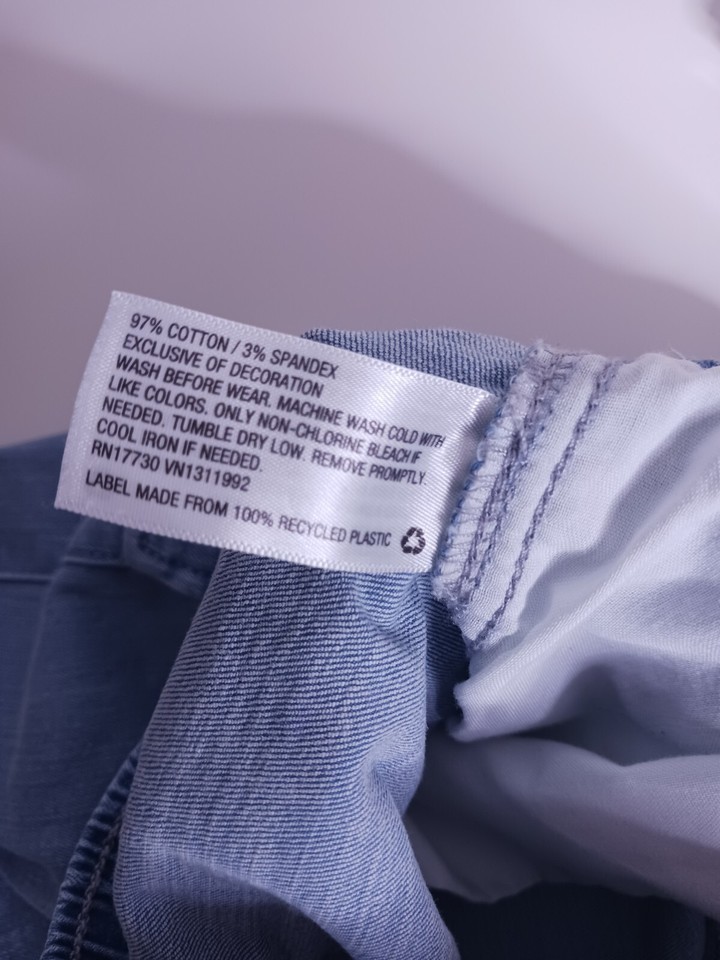 97% COTTON / 3% SPANDEX
EXCLUSIVE OF DECORATION
WASH BEFORE WEAR. MACHINE WASH COLD WITH
LIKE COLORS. ONLY NON-CHLORINE BLEACH IF
NEEDED. TUMBLE DRY LOW. REMOVE PROMPTLY.
COOL IRON IF NEEDED.
RN17730 VN1311992
LABEL MADE FROM 100% RECYCLED PLASTIC